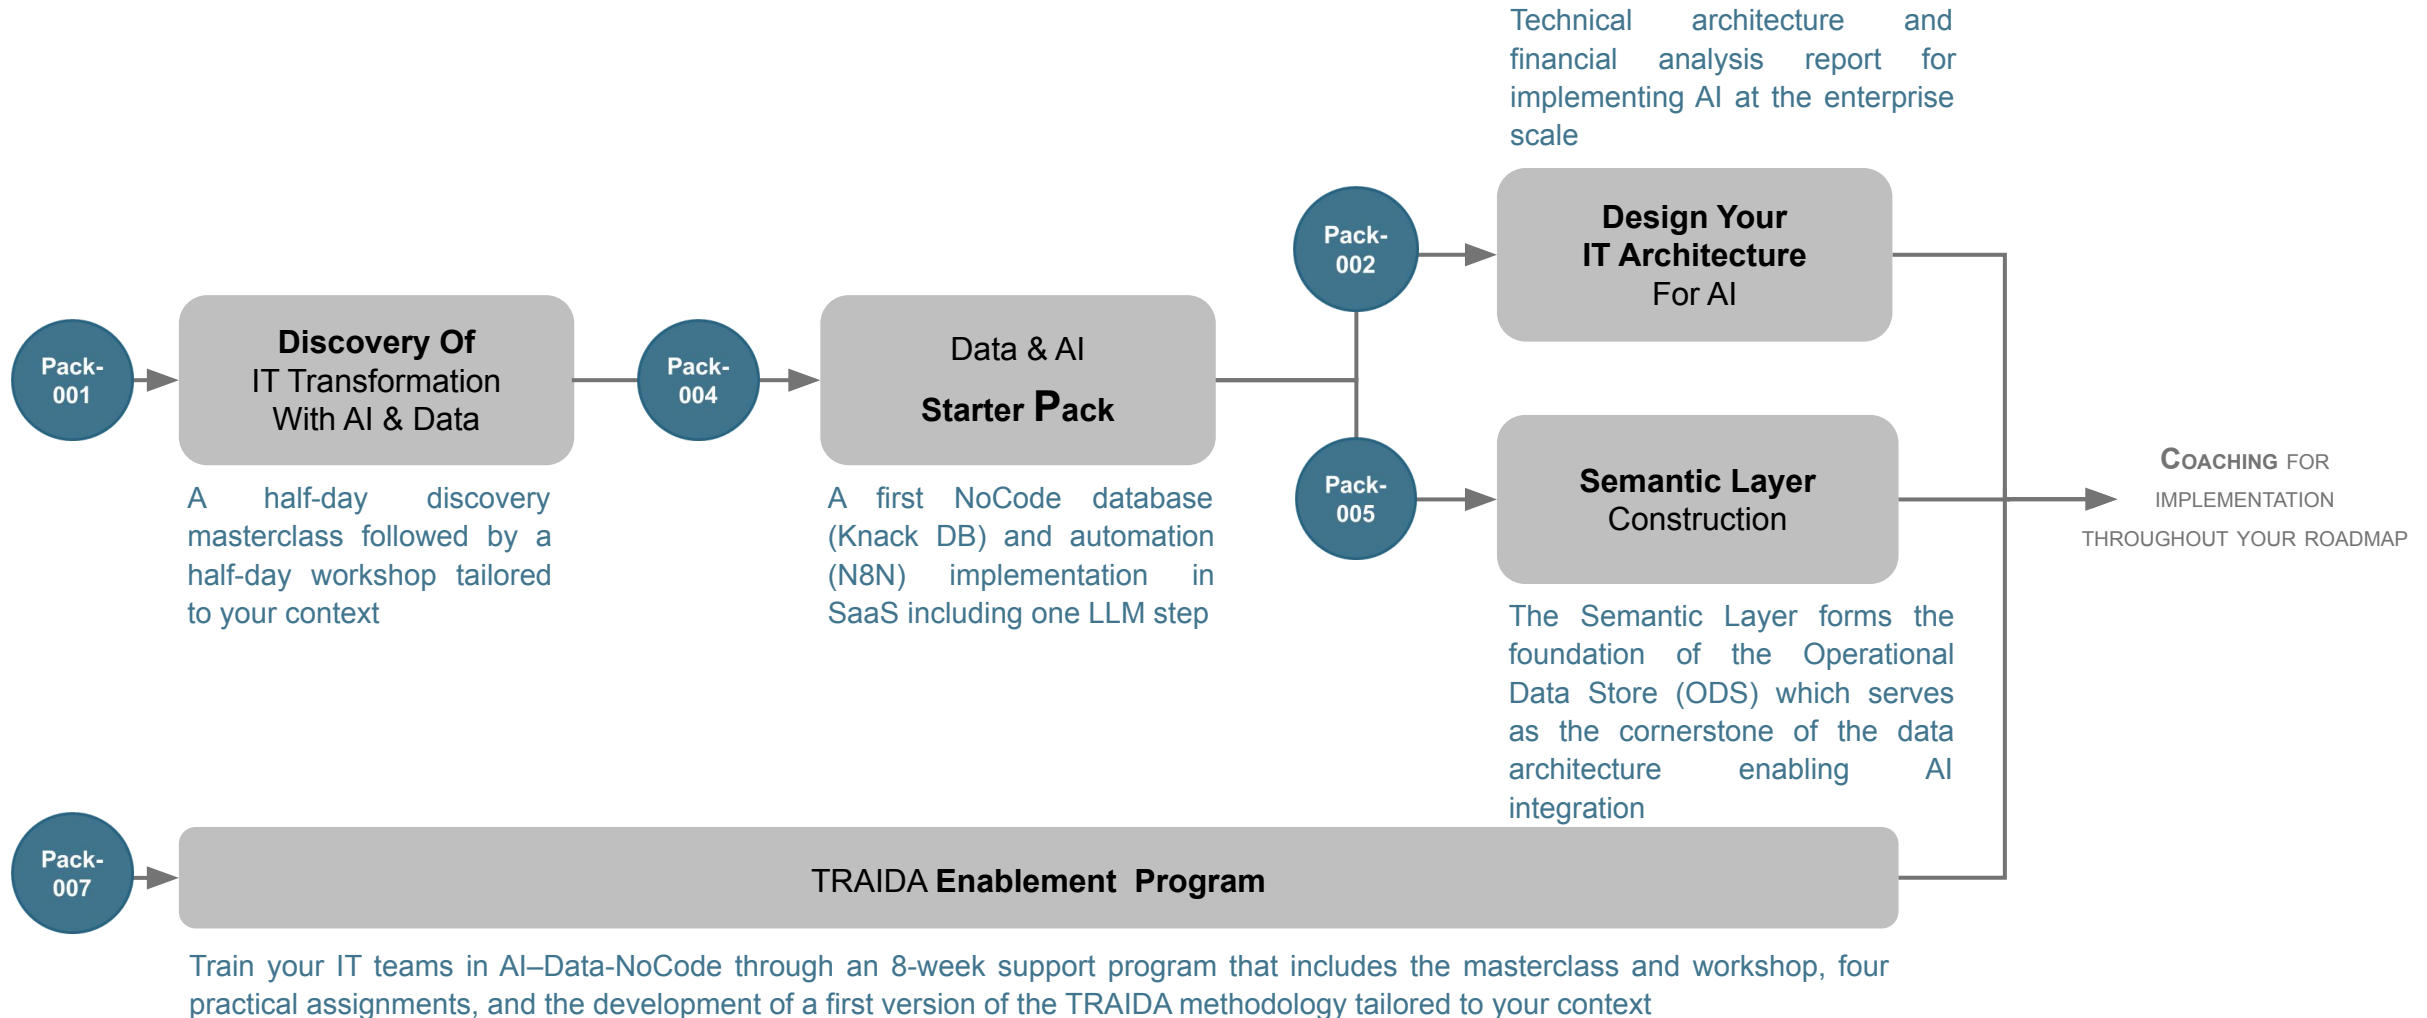 Technical architecture and
financial analysis report for
implementing AI at the enterprise
scale
Pack-
002
Design Your
IT Architecture
For AI
Pack-
001
Discovery Of
IT Transformation
With AI & Data
A half-day discovery
masterclass followed by a
half-day workshop tailored
to your context
Pack-
004
Data & AI
Starter Pack
A first NoCode database
(Knack DB) and automation
(N8N) implementation in
SaaS including one LLM step
Pack-
005
Semantic Layer
Construction
The Semantic Layer forms the
foundation of the Operational
Data Store (ODS) which serves
as the cornerstone of the data
architecture enabling AI
integration
COACHING FOR
IMPLEMENTATION
THROUGHOUT YOUR ROADMAP
Pack-
007
TRAIDA Enablement Program
Train your IT teams in AI–Data-NoCode through an 8-week support program that includes the masterclass and workshop, four
practical assignments, and the development of a first version of the TRAIDA methodology tailored to your context